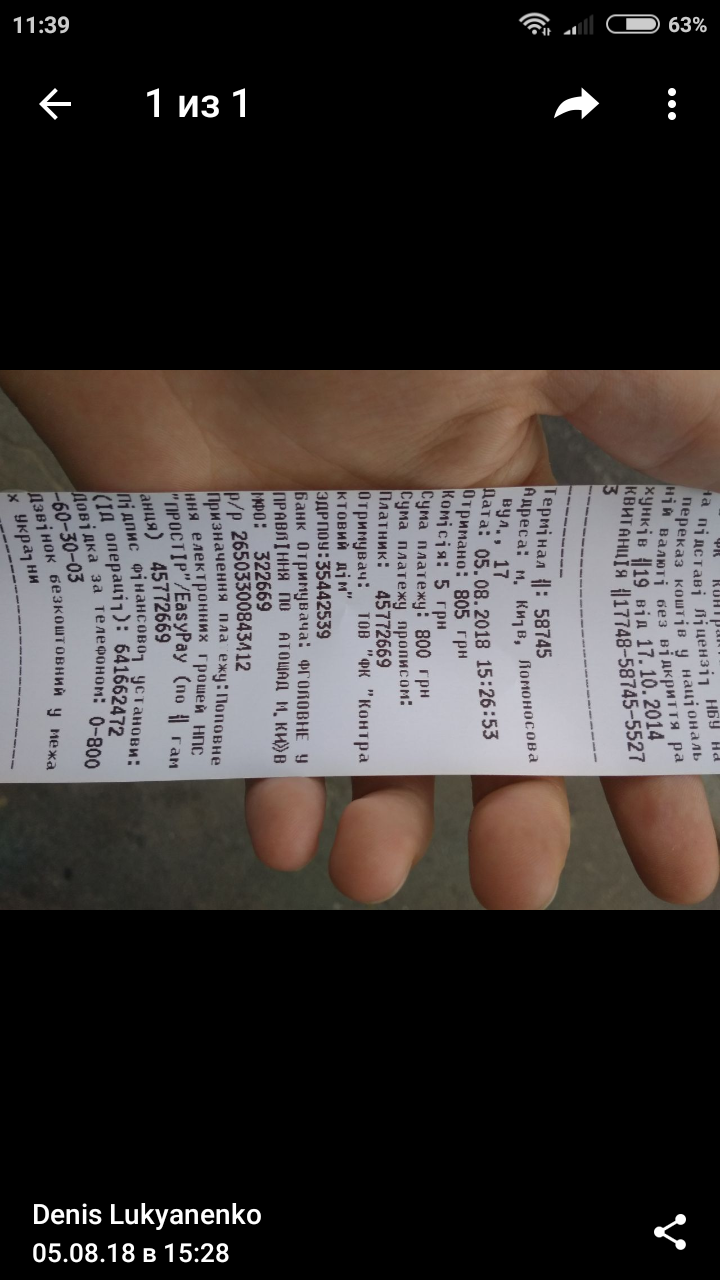 11:39
63%
1 из 1
на підставі ліцензії НБУ на
переказ коштів у національ
ній валюті без відкриття ра
хунків №19 від 17.10.2014
КВИТАНЦІЯ №17748-58745-5527
3
Термінал №: 58745
Адреса: м. Київ, Ломоносова
вул., 17
Дата: 05.08.2018 15:26:53
Отримано: 805 грн
Комісія: 5 грн
Сума платежу: 800 грн
Сума платежу прописом:
Платник: 45772669
Отримувач: ТОВ "ФК "Контра
ктовий дім"
ЗДРПОУ:35442539
Банк Отримувача: ФГОЛОВНЕ У
ПРАВЛІННЯ ПО АТОЩАД М.КИ»В
МФО: 322669
Р/р 26503300843412
Призначення платежу:Поповне
ння електронних грошей НПС
"ПРОСТІР"/EasyPay (по № гам
анця) 45772669
Підпис фінансової установи:
(ІД операції): 641662472
Довідка за телефоном: 0-800
-60-30-03
Дзвінок безкоштовний у межа
х України
Denis Lukyanenko
05.08.18 в 15:28